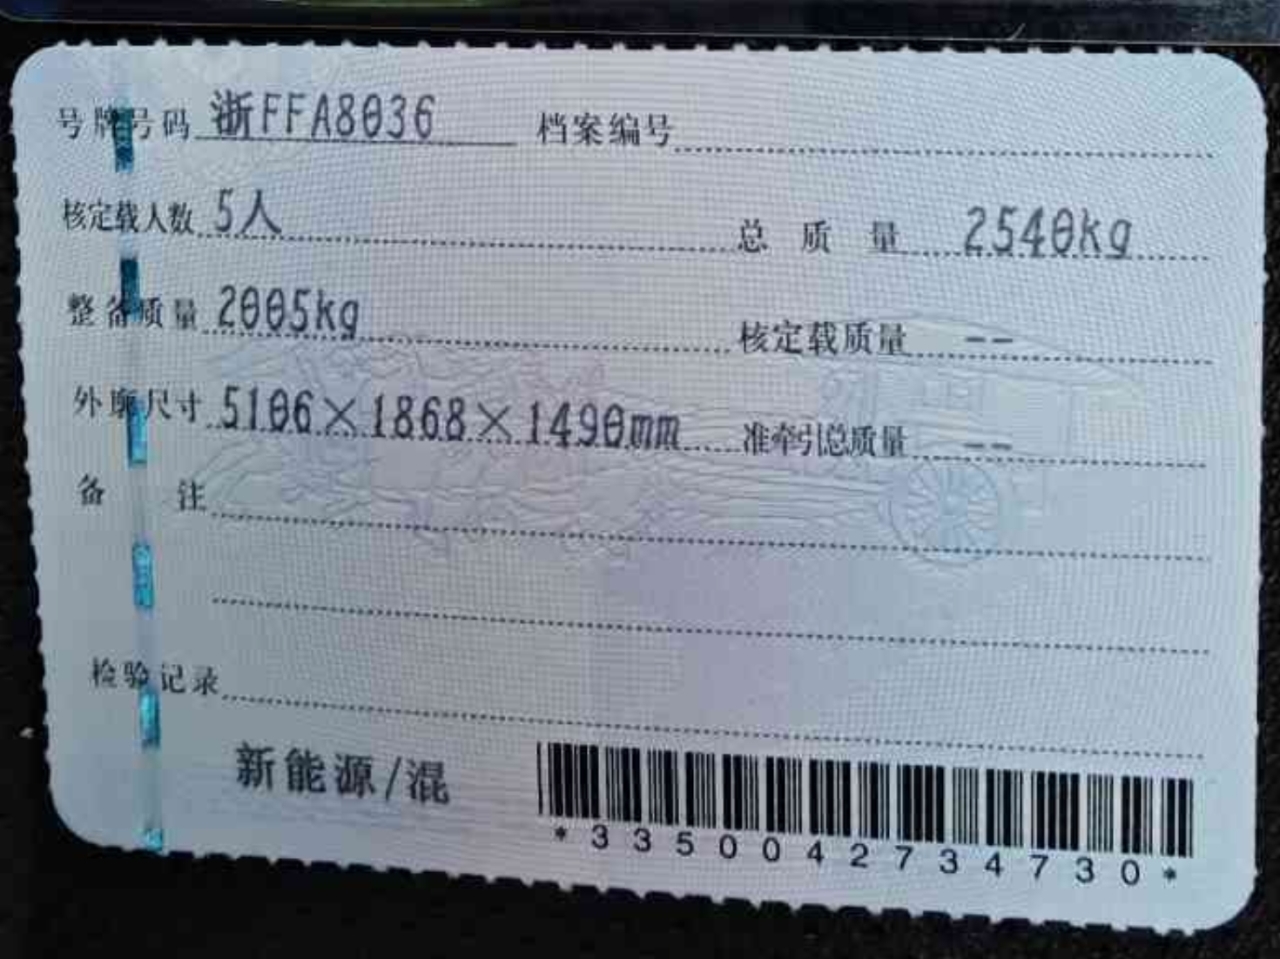 号牌号码 浙FFA8036 档案编号
核定载人数 5人 总质量 2540kg
整备质量 2005kg 核定载质量 --
外廓尺寸 5106×1868×1490mm 准牵引总质量 --
备注
检验记录
新能源/混
*3350042734730*